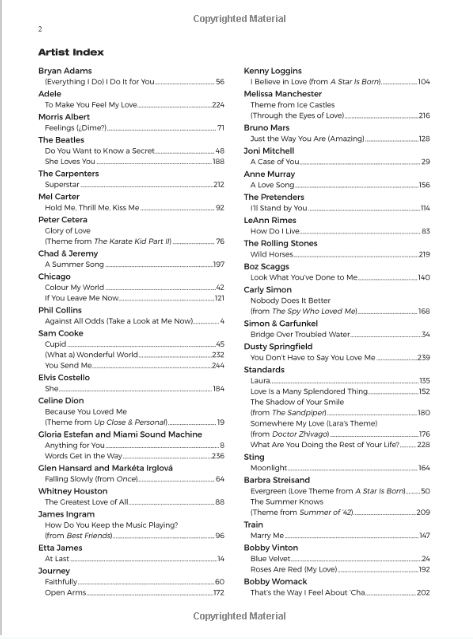 Copyrighted Material
2
Artist Index
Bryan Adams
(Everything I Do) I Do It for You 56
Adele
To Make You Feel My Love 224
Morris Albert
Feelings (¿Dime?) 71
The Beatles
Do You Want to Know a Secret 48
She Loves You 188
The Carpenters
Superstar 212
Mel Carter
Hold Me, Thrill Me, Kiss Me 92
Peter Cetera
Glory of Love
(Theme from The Karate Kid Part II) 76
Chad & Jeremy
A Summer Song 197
Chicago
Colour My World 42
If You Leave Me Now 121
Phil Collins
Against All Odds (Take a Look at Me Now) 4
Sam Cooke
Cupid 45
(What a) Wonderful World 232
You Send Me 244
Elvis Costello
She 184
Celine Dion
Because You Loved Me
(Theme from Up Close & Personal) 19
Gloria Estefan and Miami Sound Machine
Anything for You 8
Words Get in the Way 236
Glen Hansard and Markéta Irglová
Falling Slowly (from Once) 64
Whitney Houston
The Greatest Love of All 88
James Ingram
How Do You Keep the Music Playing?
(from Best Friends) 96
Etta James
At Last 14
Journey
Faithfully 60
Open Arms 172
Kenny Loggins
I Believe in Love (from A Star Is Born) 104
Melissa Manchester
Theme from Ice Castles
(Through the Eyes of Love) 216
Bruno Mars
Just the Way You Are (Amazing) 128
Joni Mitchell
A Case of You 29
Anne Murray
A Love Song 156
The Pretenders
I'll Stand by You 114
LeAnn Rimes
How Do I Live 83
The Rolling Stones
Wild Horses 219
Boz Scaggs
Look What You've Done to Me 140
Carly Simon
Nobody Does It Better
(from The Spy Who Loved Me) 168
Simon & Garfunkel
Bridge Over Troubled Water 34
Dusty Springfield
You Don't Have to Say You Love Me 239
Standards
Laura 135
Love Is a Many Splendored Thing 152
The Shadow of Your Smile
(from The Sandpiper) 180
Somewhere My Love (Lara's Theme)
(from Doctor Zhivago) 176
What Are You Doing the Rest of Your Life? 228
Sting
Moonlight 164
Barbra Streisand
Evergreen (Love Theme from A Star Is Born) 50
The Summer Knows
(Theme from Summer of '42) 209
Train
Marry Me 147
Bobby Vinton
Blue Velvet 24
Roses Are Red (My Love) 192
Bobby Womack
That's the Way I Feel About 'Cha 202
Copyrighted Material